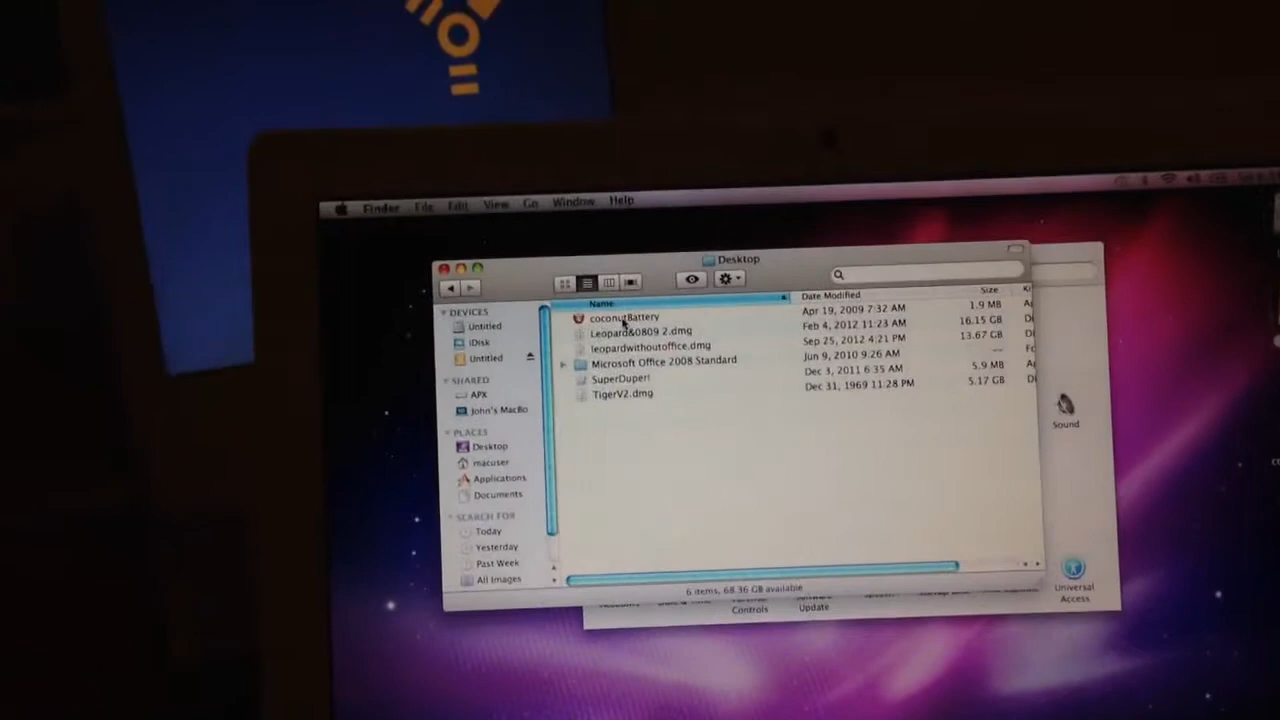 Finder File Edit View Go Window Help
Desktop
Name Date Modified Size
coconutBattery Apr 19, 2009 7:32 AM 1.9 MB
Leopard&0809 2.dmg Feb 4, 2012 11:23 AM 16.15 GB
leopardwithoutoffice.dmg Sep 25, 2012 4:21 PM 13.67 GB
Microsoft Office 2008 Standard Jun 9, 2010 9:26 AM --
SuperDuper! Dec 3, 2011 6:35 AM 5.9 MB
TigerV2.dmg Dec 31, 1969 11:28 PM 5.17 GB
DEVICES
Untitled
iDisk
Untitled
SHARED
APX
John's MacBo
PLACES
Desktop
macuser
Applications
Documents
SEARCH FOR
Today
Yesterday
Past Week
All Images
6 items, 68.36 GB available
Sound
Universal
Access
Controls
Software
Update